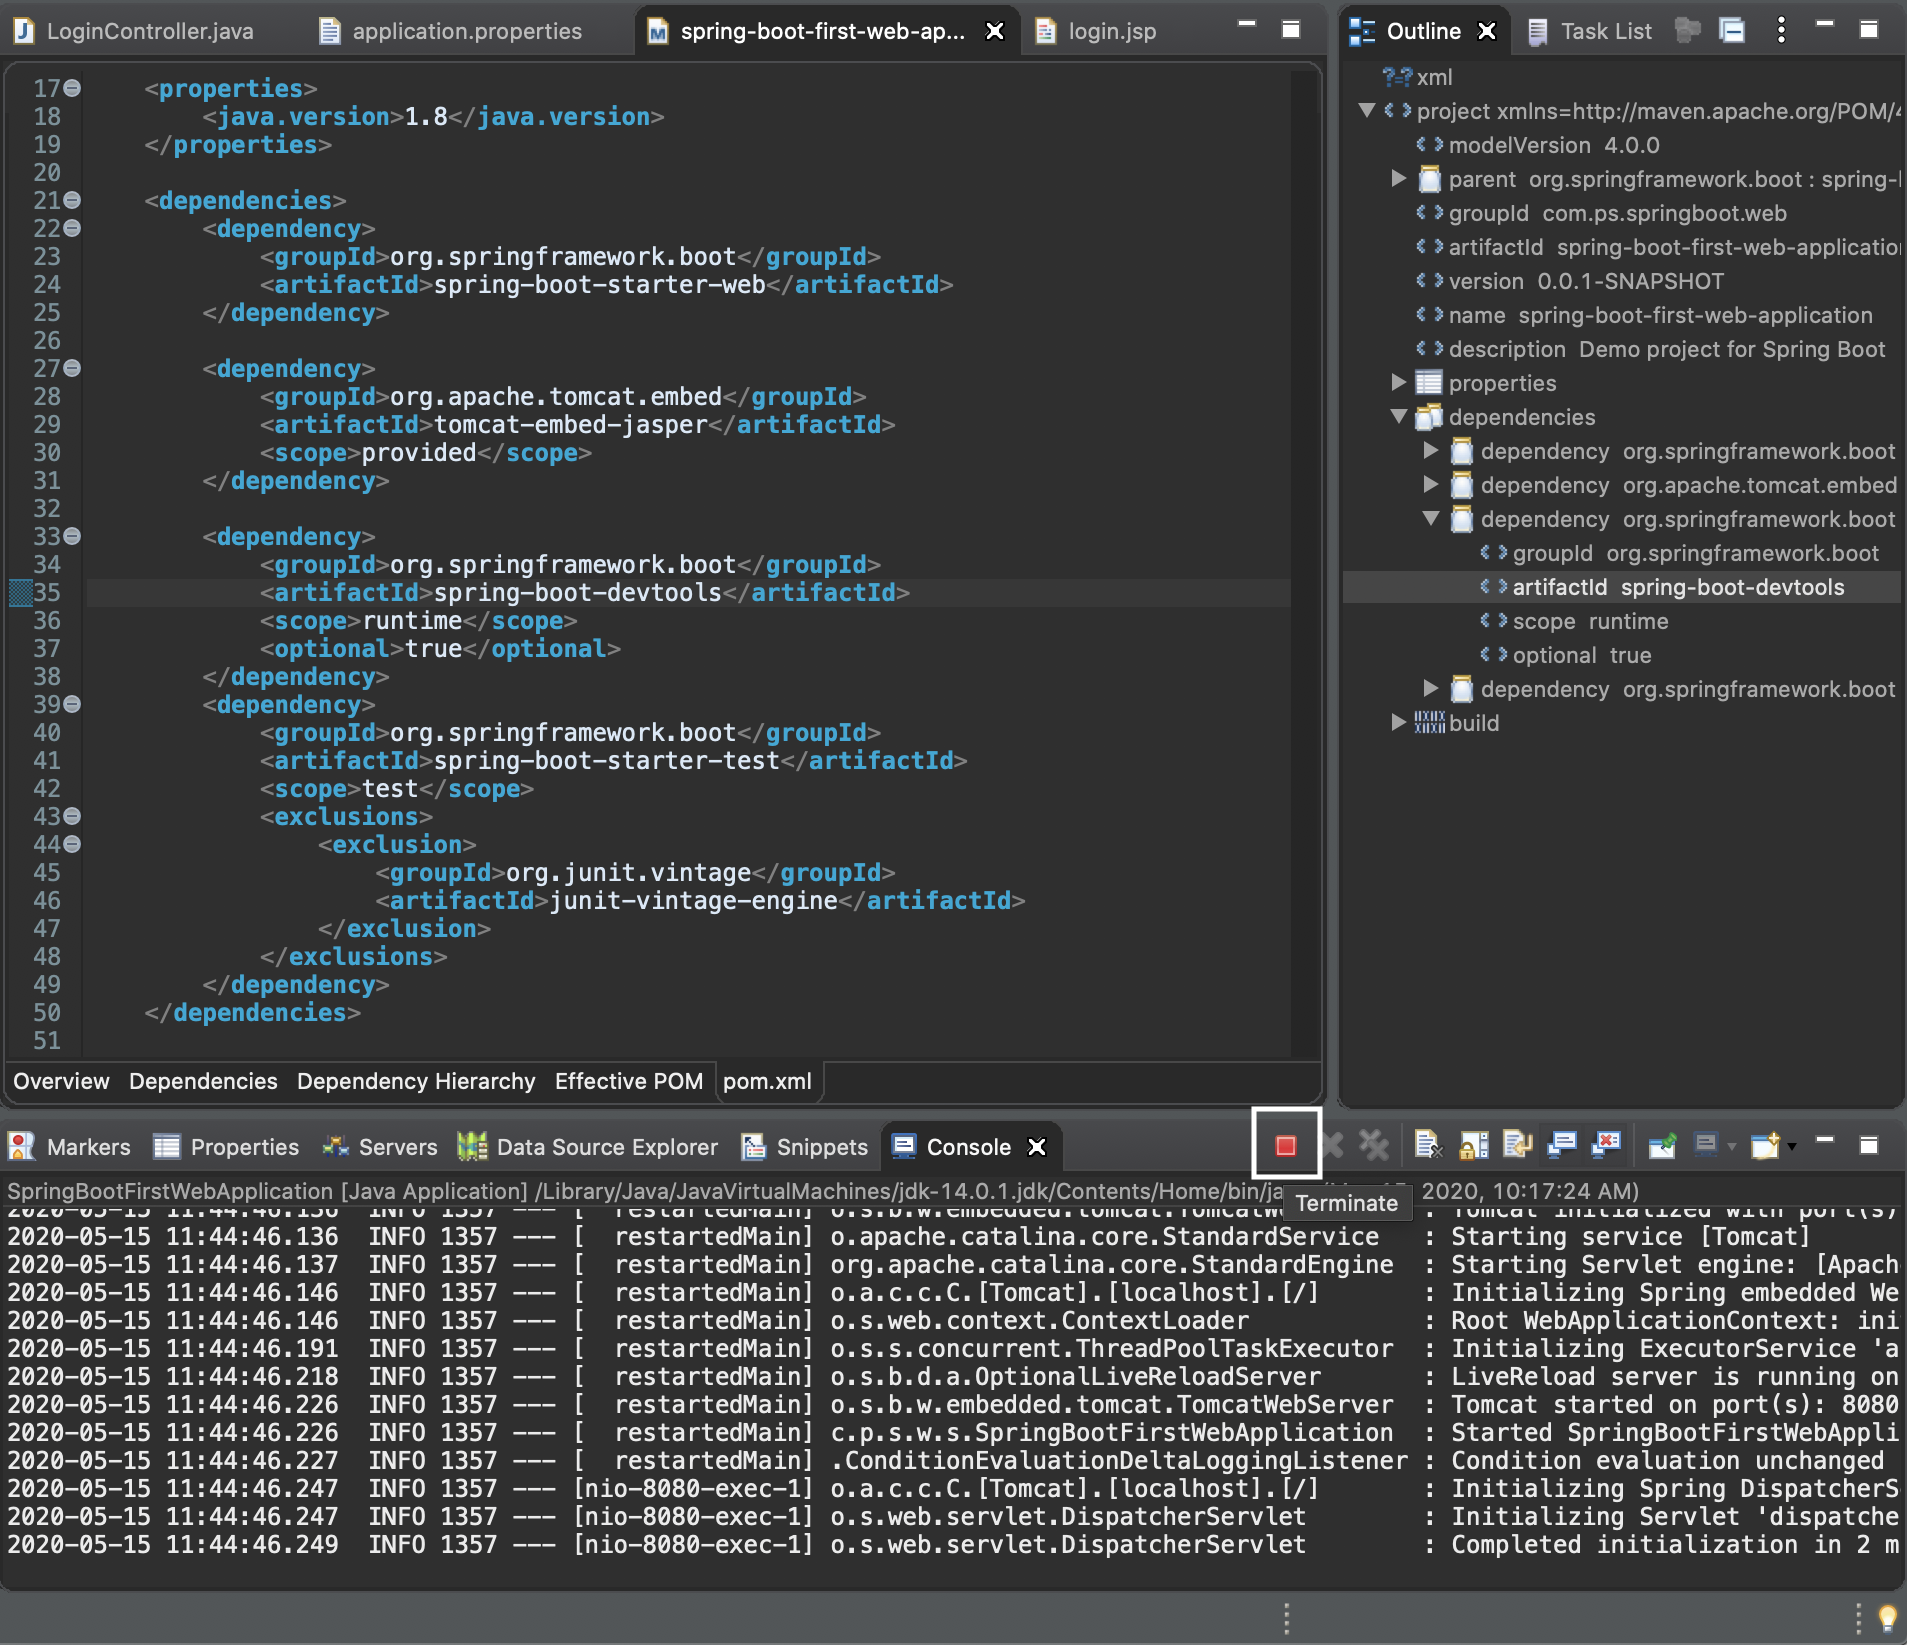 LoginController.java
application.properties
spring-boot-first-web-ap...
login.jsp
17 <properties>
18 <java.version>1.8</java.version>
19 </properties>
20
21 <dependencies>
22 <dependency>
23 <groupId>org.springframework.boot</groupId>
24 <artifactId>spring-boot-starter-web</artifactId>
25 </dependency>
26
27 <dependency>
28 <groupId>org.apache.tomcat.embed</groupId>
29 <artifactId>tomcat-embed-jasper</artifactId>
30 <scope>provided</scope>
31 </dependency>
32
33 <dependency>
34 <groupId>org.springframework.boot</groupId>
35 <artifactId>spring-boot-devtools</artifactId>
36 <scope>runtime</scope>
37 <optional>true</optional>
38 </dependency>
39 <dependency>
40 <groupId>org.springframework.boot</groupId>
41 <artifactId>spring-boot-starter-test</artifactId>
42 <scope>test</scope>
43 <exclusions>
44 <exclusion>
45 <groupId>org.junit.vintage</groupId>
46 <artifactId>junit-vintage-engine</artifactId>
47 </exclusion>
48 </exclusions>
49 </dependency>
50 </dependencies>
51
Overview Dependencies Dependency Hierarchy Effective POM pom.xml
Outline
Task List
?=? xml
project xmlns=http://maven.apache.org/POM/4
modelVersion 4.0.0
parent org.springframework.boot : spring-
groupId com.ps.springboot.web
artifactId spring-boot-first-web-application
version 0.0.1-SNAPSHOT
name spring-boot-first-web-application
description Demo project for Spring Boot
properties
dependencies
dependency org.springframework.boot
dependency org.apache.tomcat.embed
dependency org.springframework.boot
groupId org.springframework.boot
artifactId spring-boot-devtools
scope runtime
optional true
dependency org.springframework.boot
build
Markers Properties Servers Data Source Explorer Snippets Console
Terminate
SpringBootFirstWebApplication [Java Application] /Library/Java/JavaVirtualMachines/jdk-14.0.1.jdk/Contents/Home/bin/ja 2020, 10:17:24 AM)
2020-05-15 11:44:46.136 INFO 1357 --- [ restartedMain] o.s.b.w.embedded.tomcat.TomcatW : Tomcat initialized with port(s)
2020-05-15 11:44:46.136 INFO 1357 --- [ restartedMain] o.apache.catalina.core.StandardService : Starting service [Tomcat]
2020-05-15 11:44:46.137 INFO 1357 --- [ restartedMain] org.apache.catalina.core.StandardEngine : Starting Servlet engine: [Apach
2020-05-15 11:44:46.146 INFO 1357 --- [ restartedMain] o.a.c.c.C.[Tomcat].[localhost].[/] : Initializing Spring embedded We
2020-05-15 11:44:46.146 INFO 1357 --- [ restartedMain] o.s.web.context.ContextLoader : Root WebApplicationContext: ini
2020-05-15 11:44:46.191 INFO 1357 --- [ restartedMain] o.s.s.concurrent.ThreadPoolTaskExecutor : Initializing ExecutorService 'a
2020-05-15 11:44:46.218 INFO 1357 --- [ restartedMain] o.s.b.d.a.OptionalLiveReloadServer : LiveReload server is running on
2020-05-15 11:44:46.226 INFO 1357 --- [ restartedMain] o.s.b.w.embedded.tomcat.TomcatWebServer : Tomcat started on port(s): 8080
2020-05-15 11:44:46.226 INFO 1357 --- [ restartedMain] c.p.s.w.s.SpringBootFirstWebApplication : Started SpringBootFirstWebAppli
2020-05-15 11:44:46.227 INFO 1357 --- [ restartedMain] .ConditionEvaluationDeltaLoggingListener : Condition evaluation unchanged
2020-05-15 11:44:46.247 INFO 1357 --- [nio-8080-exec-1] o.a.c.c.C.[Tomcat].[localhost].[/] : Initializing Spring DispatcherS
2020-05-15 11:44:46.247 INFO 1357 --- [nio-8080-exec-1] o.s.web.servlet.DispatcherServlet : Initializing Servlet 'dispatche
2020-05-15 11:44:46.249 INFO 1357 --- [nio-8080-exec-1] o.s.web.servlet.DispatcherServlet : Completed initialization in 2 m